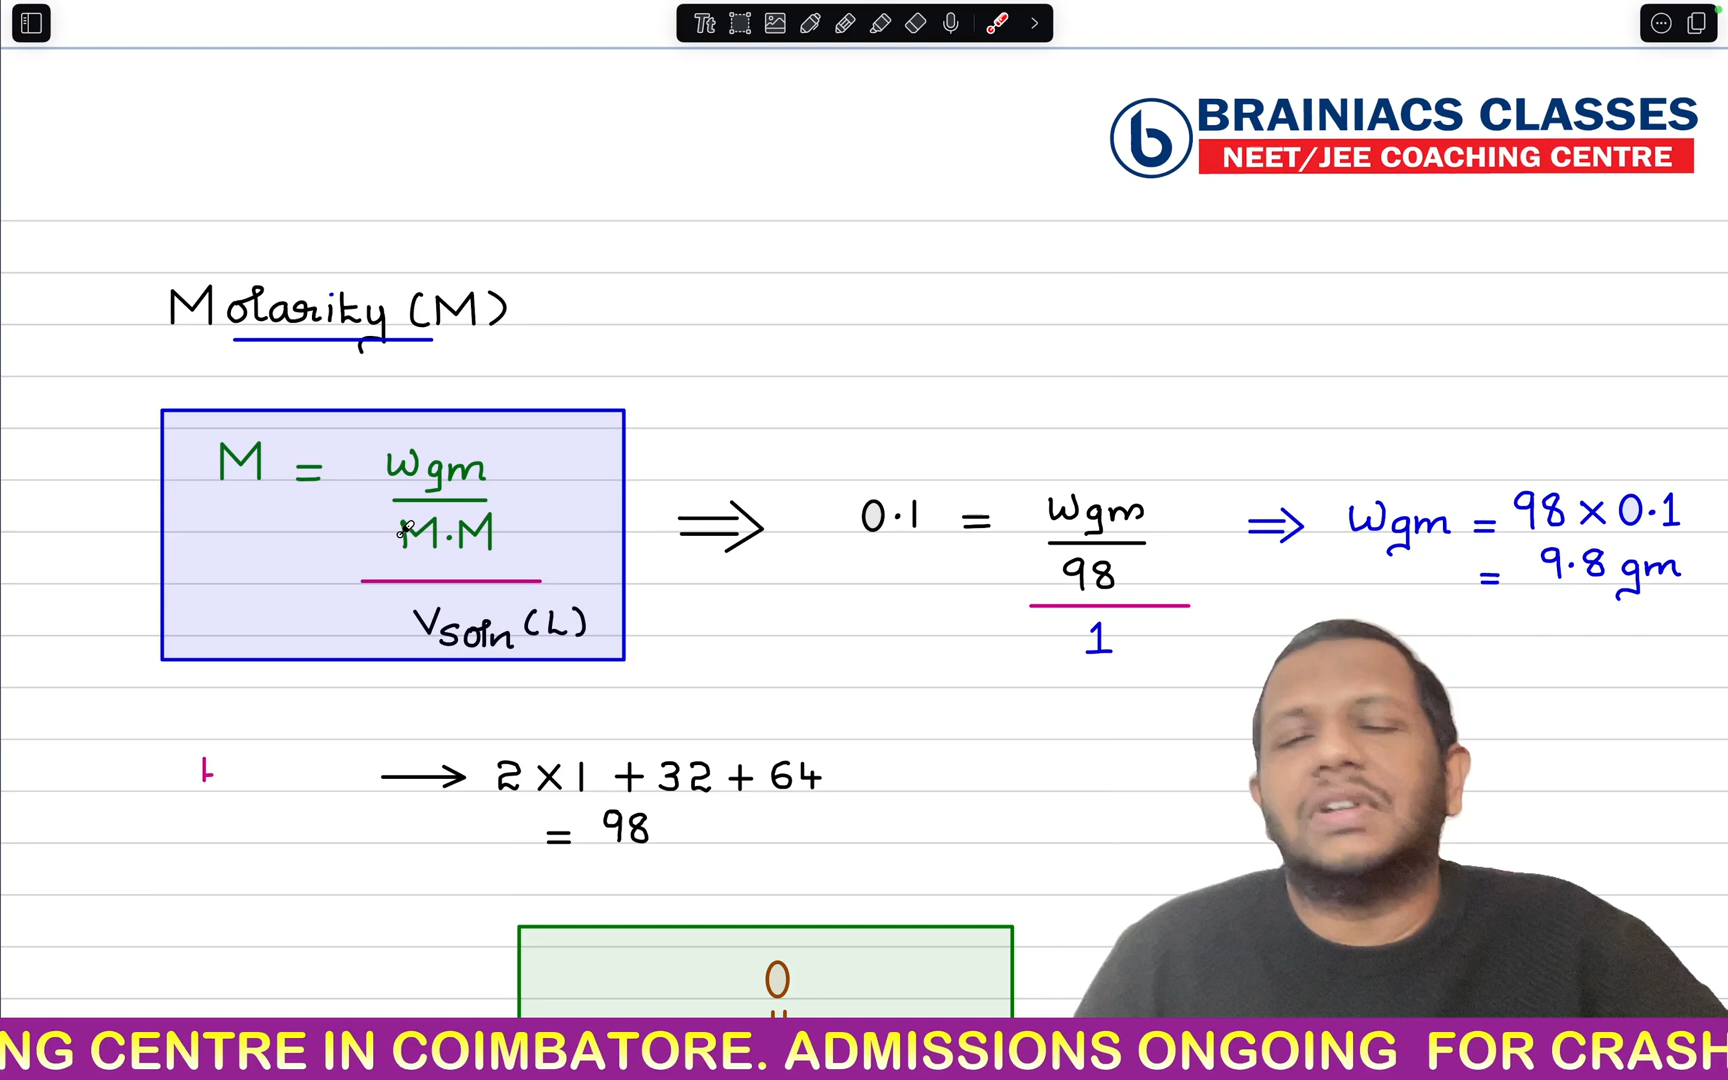 Tt
b
BRAINIACS CLASSES
NEET/JEE COACHING CENTRE
Molarity (M)
M = wgm
M.M
Vsoln (L)
⇒ 0.1 = wgm
98
1
⇒ wgm = 98 × 0.1
= 9.8 gm
→ 2 × 1 + 32 + 64
= 98
O
NG CENTRE IN COIMBATORE. ADMISSIONS ONGOING FOR CRASH